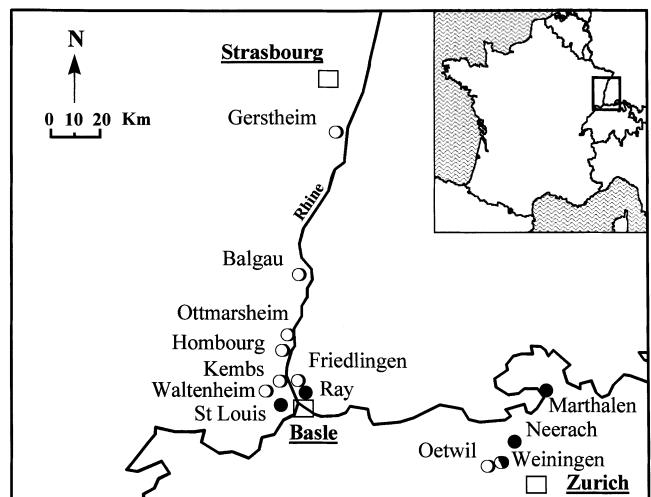 N
Strasbourg
0 10 20 Km
Gerstheim
Rhine
Balgau
Ottmarsheim
Hombourg
Kembs
Friedlingen
Waltenheim
Ray
St Louis
Basle
Marthalen
Neerach
Oetwil
Weiningen
Zurich